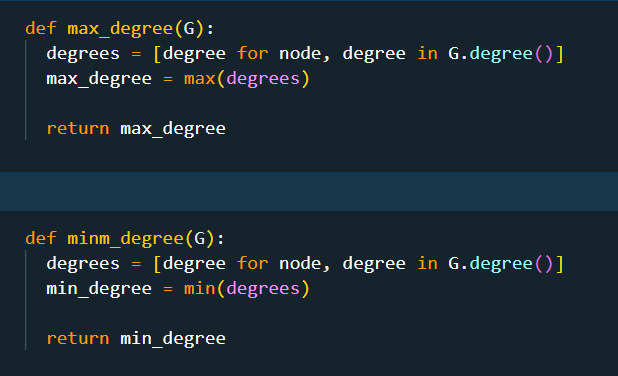 def max_degree(G):
  degrees = [degree for node, degree in G.degree()]
  max_degree = max(degrees)
  return max_degree
def minm_degree(G):
  degrees = [degree for node, degree in G.degree()]
  min_degree = min(degrees)
  return min_degree